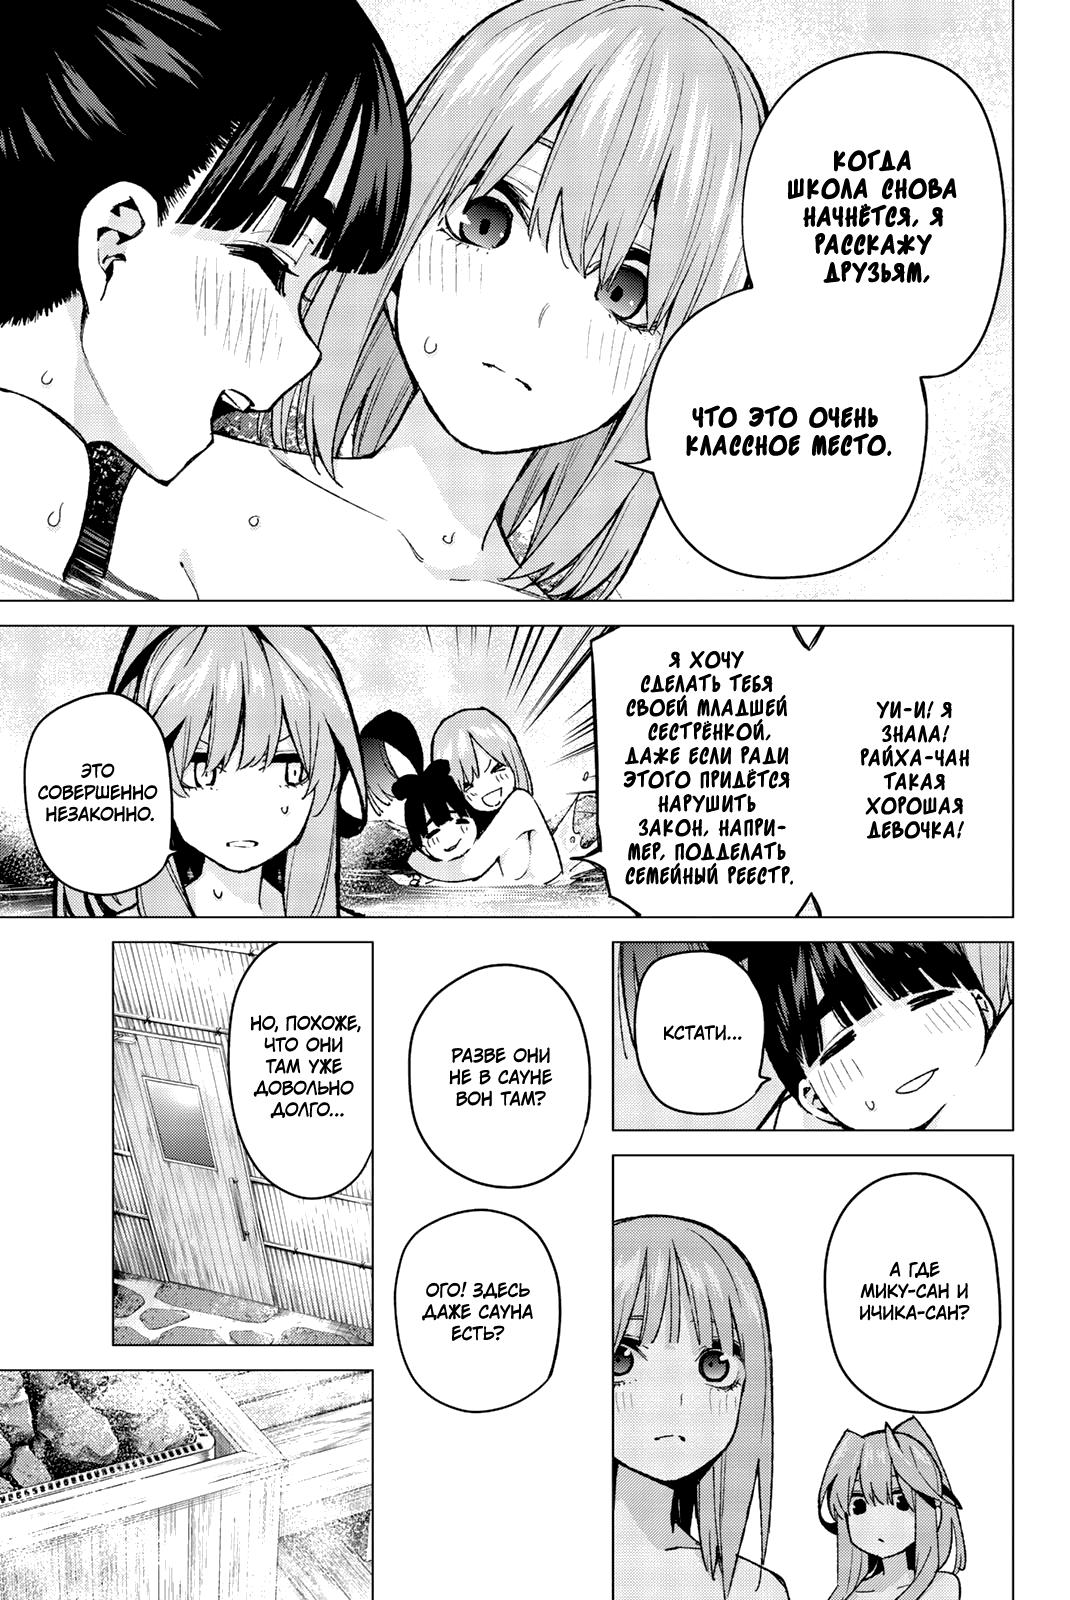 КОГДА
ШКОЛА СНОВА
НАЧНЁТСЯ, Я
РАССКАЖУ
ДРУЗЬЯМ,
ЧТО ЭТО ОЧЕНЬ
КЛАССНОЕ МЕСТО.
УИ-И! Я
ЗНАЛА!
РАЙХА-ЧАН
ТАКАЯ
ХОРОШАЯ
ДЕВОЧКА!
Я ХОЧУ
СДЕЛАТЬ ТЕБЯ
СВОЕЙ МЛАДШЕЙ
СЕСТРЁНКОЙ,
ДАЖЕ ЕСЛИ РАДИ
ЭТОГО ПРИДЁТСЯ
НАРУШИТЬ
ЗАКОН, НАПРИ-
МЕР, ПОДДЕЛАТЬ
СЕМЕЙНЫЙ РЕЕСТР.
ЭТО
СОВЕРШЕННО
НЕЗАКОННО.
КСТАТИ...
А ГДЕ
МИКУ-САН И
ИЧИКА-САН?
РАЗВЕ ОНИ
НЕ В САУНЕ
ВОН ТАМ?
ОГО! ЗДЕСЬ
ДАЖЕ САУНА
ЕСТЬ?
НО, ПОХОЖЕ,
ЧТО ОНИ
ТАМ УЖЕ
ДОВОЛЬНО
ДОЛГО...